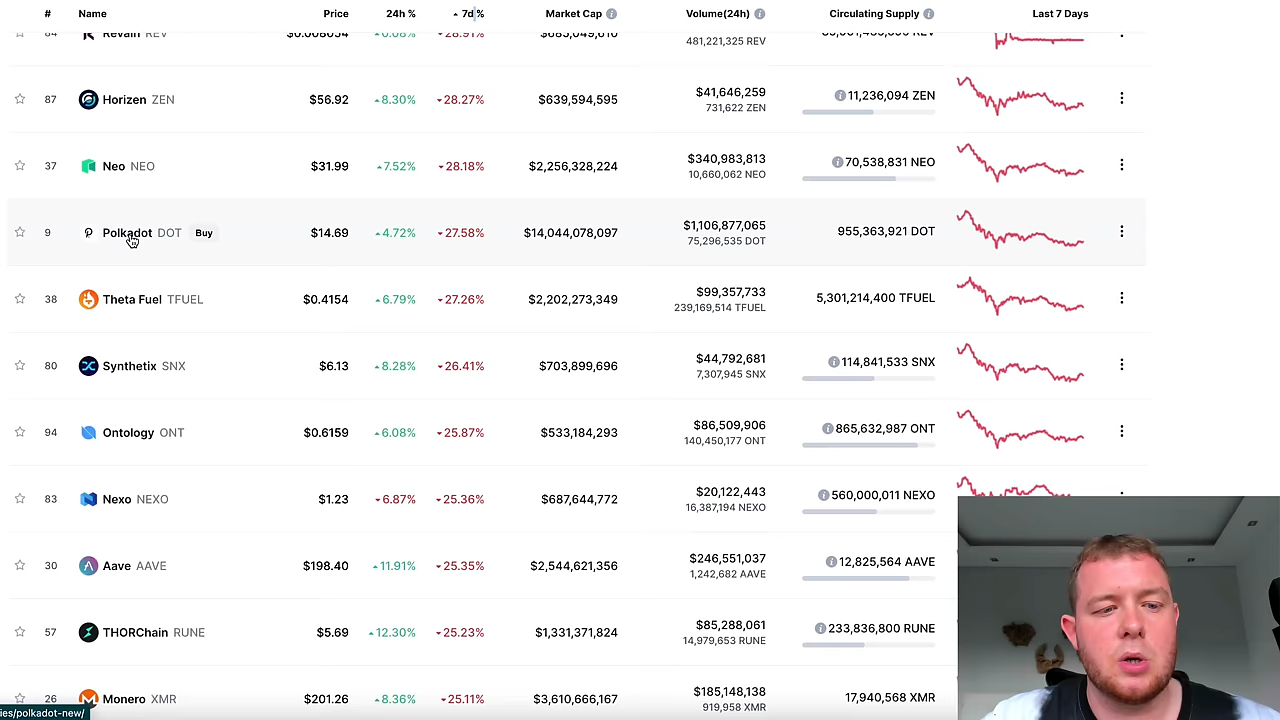 # Name Price 24h % 7d % Market Cap Volume(24h) Circulating Supply Last 7 Days
84 Revain REV $0.008054 0.08% 28.91% $685,049,610 481,221,325 REV
87 Horizen ZEN $56.92 8.30% 28.27% $639,594,595 $41,646,259 11,236,094 ZEN
731,622 ZEN
37 Neo NEO $31.99 7.52% 28.18% $2,256,328,224 $340,983,813 70,538,831 NEO
10,660,062 NEO
9 Polkadot DOT Buy $14.69 4.72% 27.58% $14,044,078,097 $1,106,877,065 955,363,921 DOT
75,296,535 DOT
38 Theta Fuel TFUEL $0.4154 6.79% 27.26% $2,202,273,349 $99,357,733 5,301,214,400 TFUEL
239,169,514 TFUEL
80 Synthetix SNX $6.13 8.28% 26.41% $703,899,696 $44,792,681 114,841,533 SNX
7,307,945 SNX
94 Ontology ONT $0.6159 6.08% 25.87% $533,184,293 $86,509,906 865,632,987 ONT
140,450,177 ONT
83 Nexo NEXO $1.23 6.87% 25.36% $687,644,772 $20,122,443 560,000,011 NEXO
16,387,194 NEXO
30 Aave AAVE $198.40 11.91% 25.35% $2,544,621,356 $246,551,037 12,825,564 AAVE
1,242,682 AAVE
57 THORChain RUNE $5.69 12.30% 25.23% $1,331,371,824 $85,288,061 233,836,800 RUNE
14,979,653 RUNE
26 Monero XMR $201.26 8.36% 25.11% $3,610,666,167 $185,148,138 17,940,568 XMR
919,958 XMR
ies/polkadot-new/